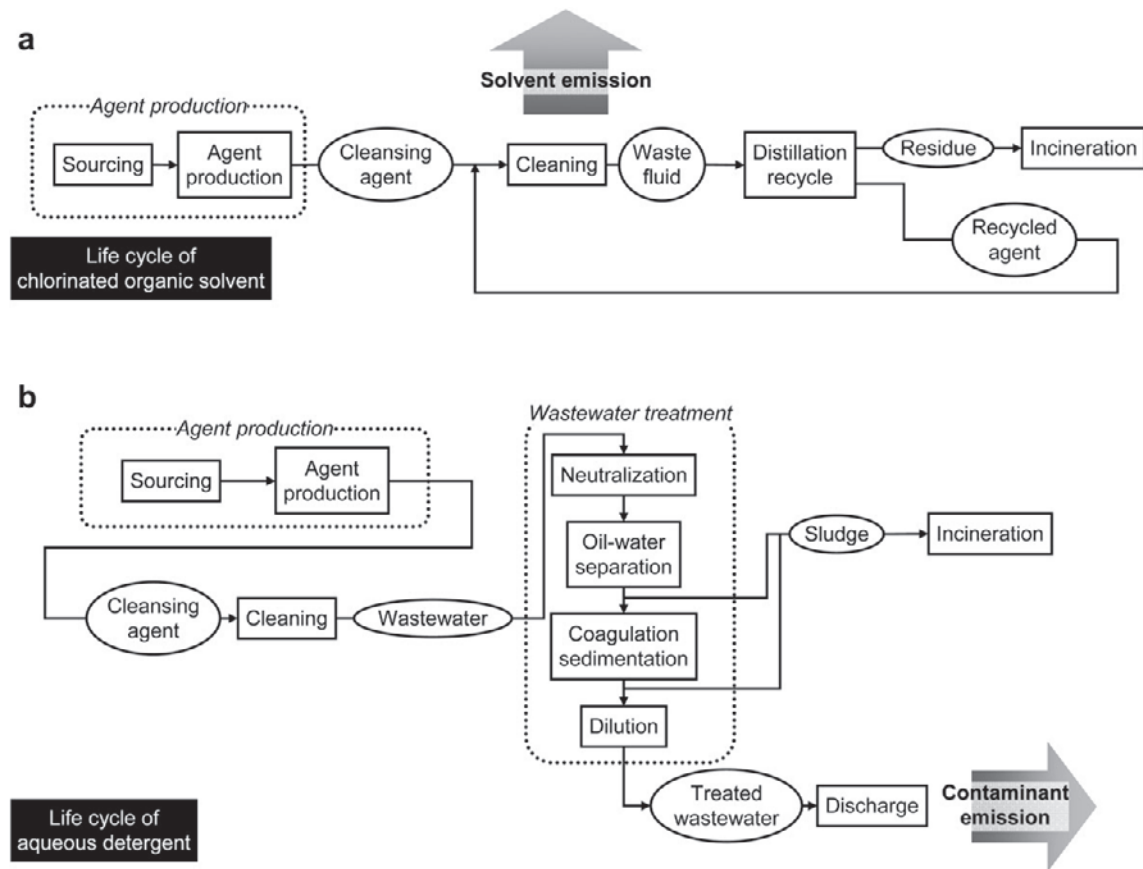 a
Solvent emission
Agent production
Sourcing
Agent
production
Cleansing
agent
Cleaning
Waste
fluid
Distillation
recycle
Residue
Incineration
Recycled
agent
Life cycle of
chlorinated organic solvent
b
Agent production
Sourcing
Agent
production
Cleansing
agent
Cleaning
Wastewater
Wastewater treatment
Neutralization
Oil-water
separation
Coagulation
sedimentation
Dilution
Sludge
Incineration
Treated
wastewater
Discharge
Contaminant
emission
Life cycle of
aqueous detergent